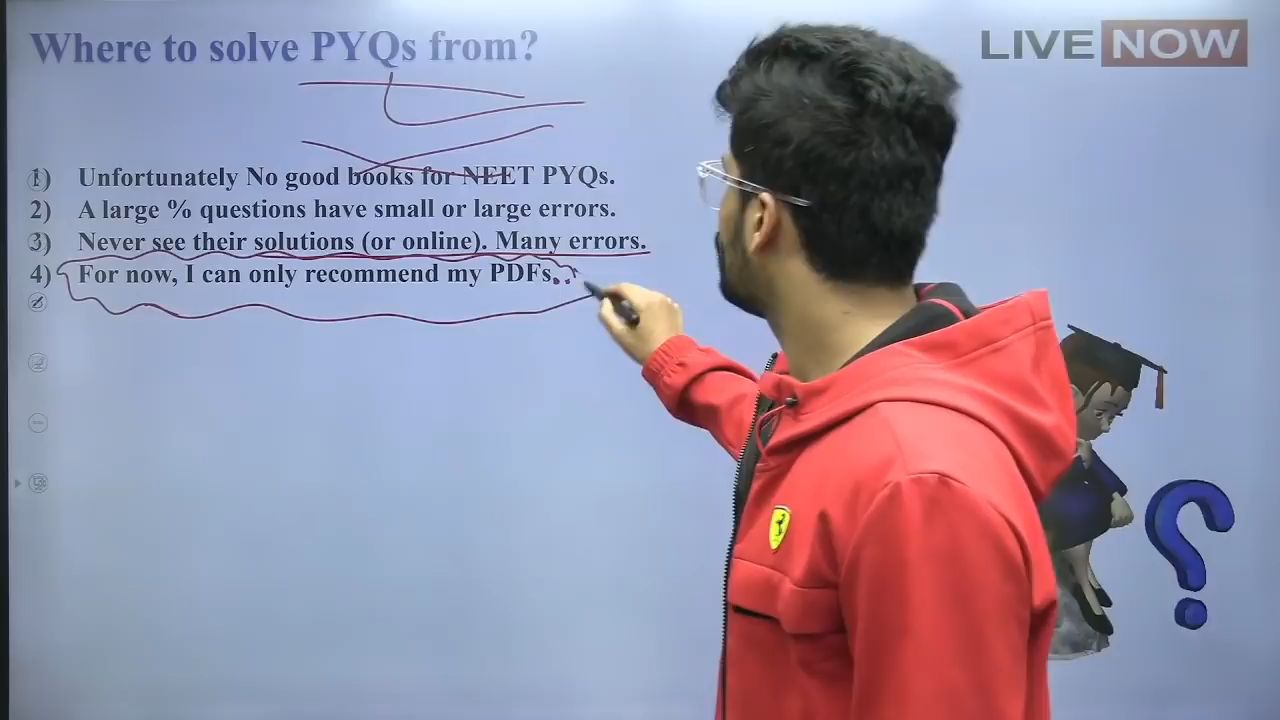 Where to solve PYQs from?
LIVE NOW
1) Unfortunately No good books for NEET PYQs.
2) A large % questions have small or large errors.
3) Never see their solutions (or online). Many errors.
4) For now, I can only recommend my PDFs..